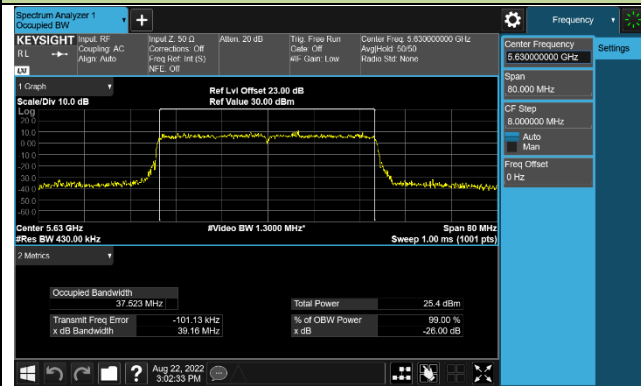 Spectrum Analyzer 1
Occupied BW
Frequency
KEYSIGHT
Input: RF
Input Z: 50 Ω
Atten: 20 dB
Trig: Free Run
Center Freq: 5.630000000 GHz
RL
Coupling: AC
Corrections: Off
Gate: Off
Avg|Hold: 50/50
Align: Auto
Freq Ref: Int (S)
#IF Gain: Low
Radio Std: None
NFE: Off
LXI
Center Frequency
5.630000000 GHz
Settings
Span
80.000 MHz
CF Step
8.000000 MHz
Auto
Man
Freq Offset
0 Hz
1 Graph
Ref Lvl Offset 23.00 dB
Scale/Div 10.0 dB
Ref Value 30.00 dBm
Log
20.0
10.0
0.00
-10.0
-20.0
-30.0
-40.0
-50.0
-60.0
Center 5.63 GHz
#Video BW 1.3000 MHz*
Span 80 MHz
#Res BW 430.00 kHz
Sweep 1.00 ms (1001 pts)
2 Metrics
Occupied Bandwidth
37.523 MHz
Total Power
25.4 dBm
Transmit Freq Error
-101.13 kHz
% of OBW Power
99.00 %
x dB Bandwidth
39.16 MHz
x dB
-26.00 dB
Aug 22, 2022
3:02:33 PM